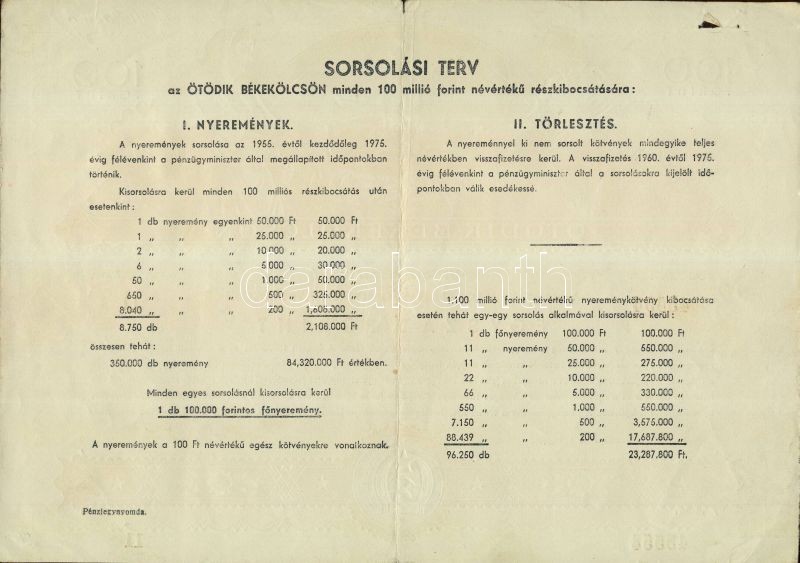 SORSOLÁSI TERV
az ÖTÖDIK BÉKEKÖLCSÖN minden 100 millió forint névértékű részkibocsátására:
I. NYEREMÉNYEK.
A nyeremények sorsolása az 1955. évtől kezdődőleg 1975.
évig félévenkint a pénzügyminiszter által megállapított időpontokban
történik.
Kisorsolásra kerül minden 100 milliós részkibocsátás után
esetenkint:
1 db nyeremény egyenkint 50.000 Ft 50.000 Ft
1 „ „ „ 25.000 „ 25.000 „
2 „ „ „ 10.000 „ 20.000 „
6 „ „ „ 5.000 „ 30.000 „
50 „ „ „ 1.000 „ 50.000 „
650 „ „ „ 500 „ 325.000 „
8.040 „ „ „ 200 „ 1,608.000 „
8.750 db 2,108.000 Ft
összesen tehát:
350.000 db nyeremény 84,320.000 Ft értékben.
Minden egyes sorsolásnál kisorsolásra kerül
1 db 100.000 forintos főnyeremény.
A nyeremények a 100 Ft névértékű egész kötvényekre vonatkoznak.
Pénzjegynyomda.
II. TÖRLESZTÉS.
A nyereménnyel ki nem sorsolt kötvények mindegyike teljes
névértékben visszafizetésre kerül. A visszafizetés 1960. évtől 1975.
évig félévenkint a pénzügyminiszter által a sorsolásokra kijelölt idő-
pontokban válik esedékessé.
1,100 millió forint névértékű nyereménykötvény kibocsátása
esetén tehát egy-egy sorsolás alkalmával kisorsolásra kerül:
1 db főnyeremény 100.000 Ft 100.000 Ft
11 „ nyeremény 50.000 „ 550.000 „
11 „ „ 25.000 „ 275.000 „
22 „ „ 10.000 „ 220.000 „
66 „ „ 5.000 „ 330.000 „
550 „ „ 1.000 „ 550.000 „
7.150 „ „ 500 „ 3,575.000 „
88.439 „ „ 200 „ 17,687.800 „
96.250 db 23,287.800 Ft.
darabanth